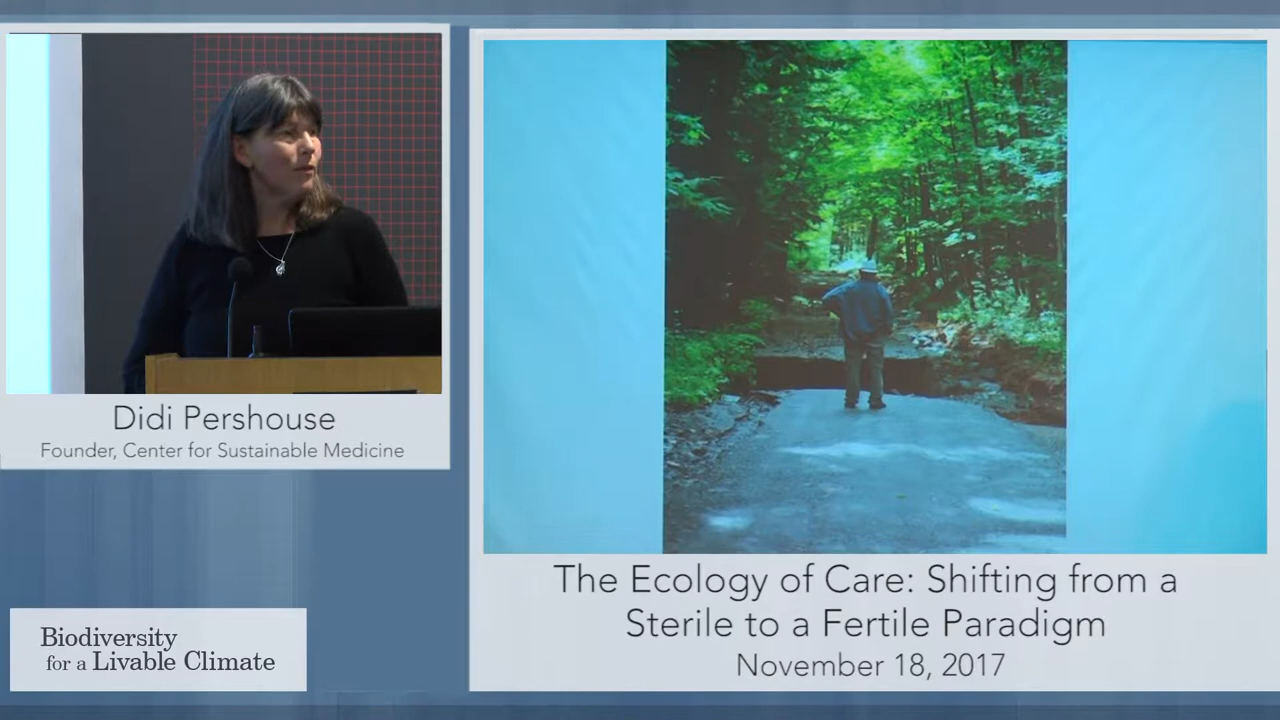 Didi Pershouse
Founder, Center for Sustainable Medicine
The Ecology of Care: Shifting from a
Sterile to a Fertile Paradigm
November 18, 2017
Biodiversity
for a Livable Climate